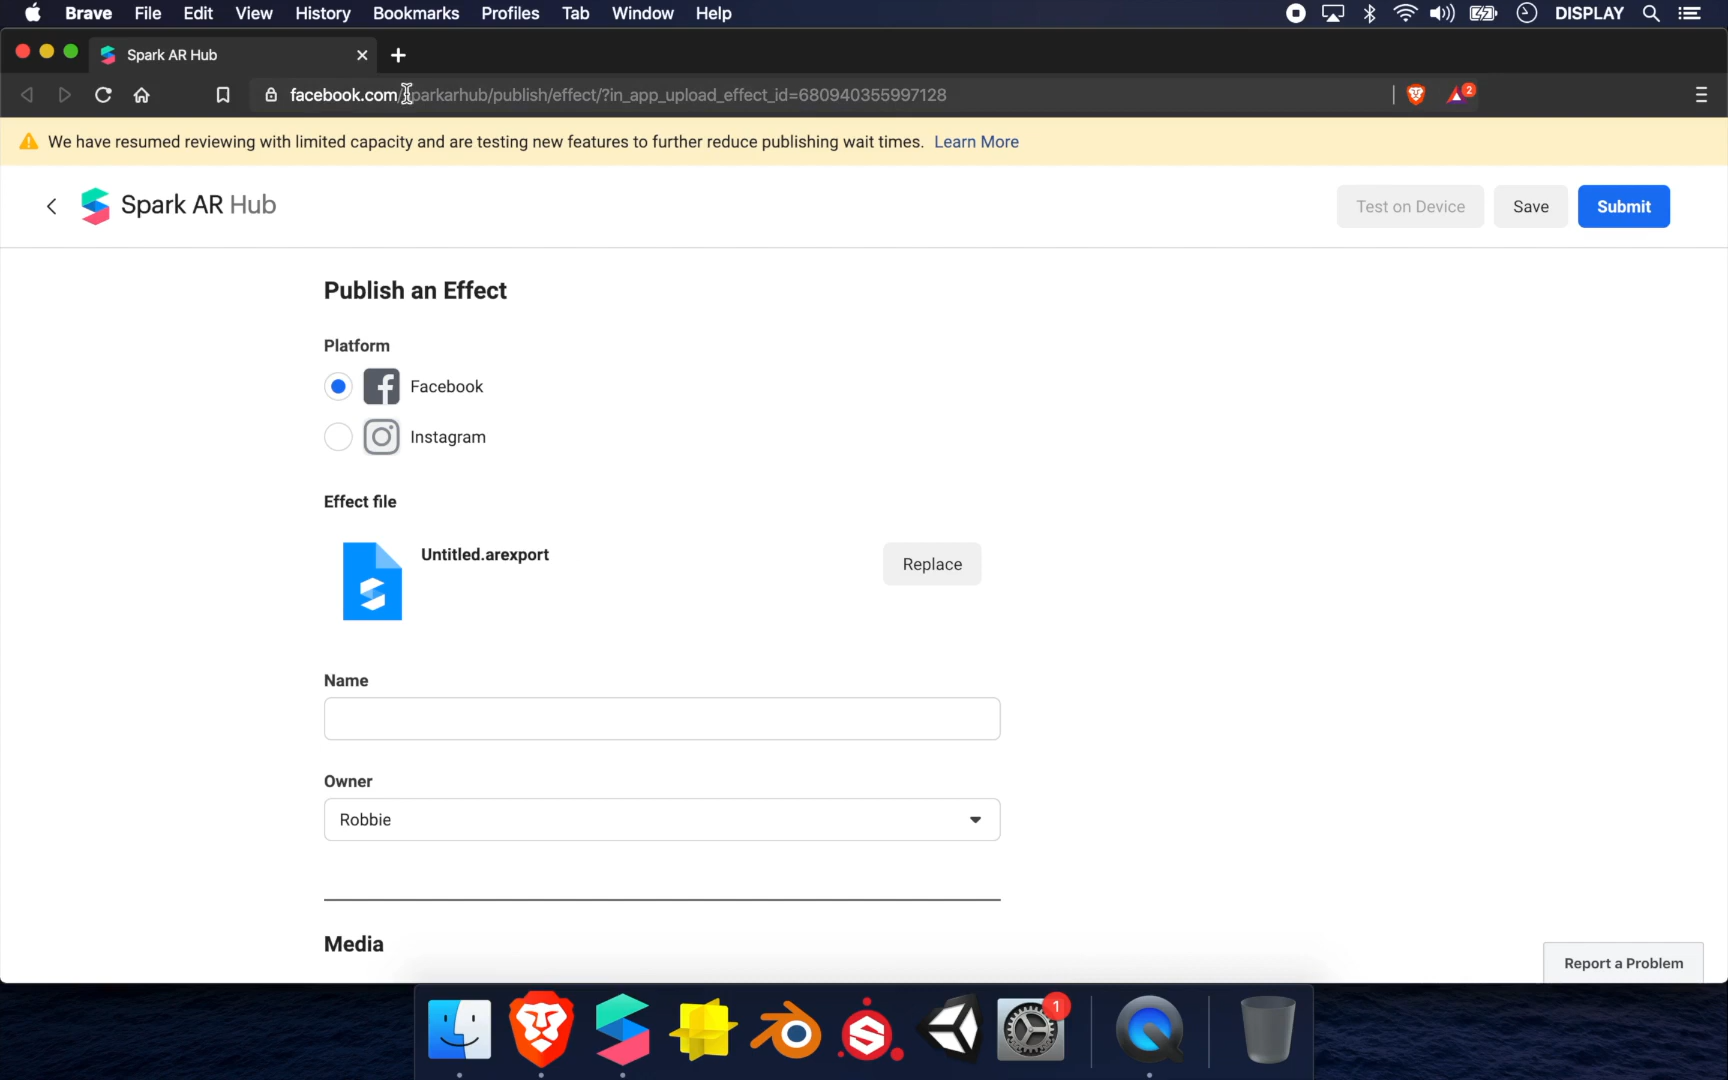 Brave File Edit View History Bookmarks Profiles Tab Window Help DISPLAY
Spark AR Hub
facebook.com/sparkarhub/publish/effect/?in_app_upload_effect_id=680940355997128 2
We have resumed reviewing with limited capacity and are testing new features to further reduce publishing wait times. Learn More
Spark AR Hub Test on Device Save Submit
Publish an Effect
Platform
Facebook
Instagram
Effect file
Untitled.arexport
Replace
Name
Owner
Robbie
Media
Report a Problem
1